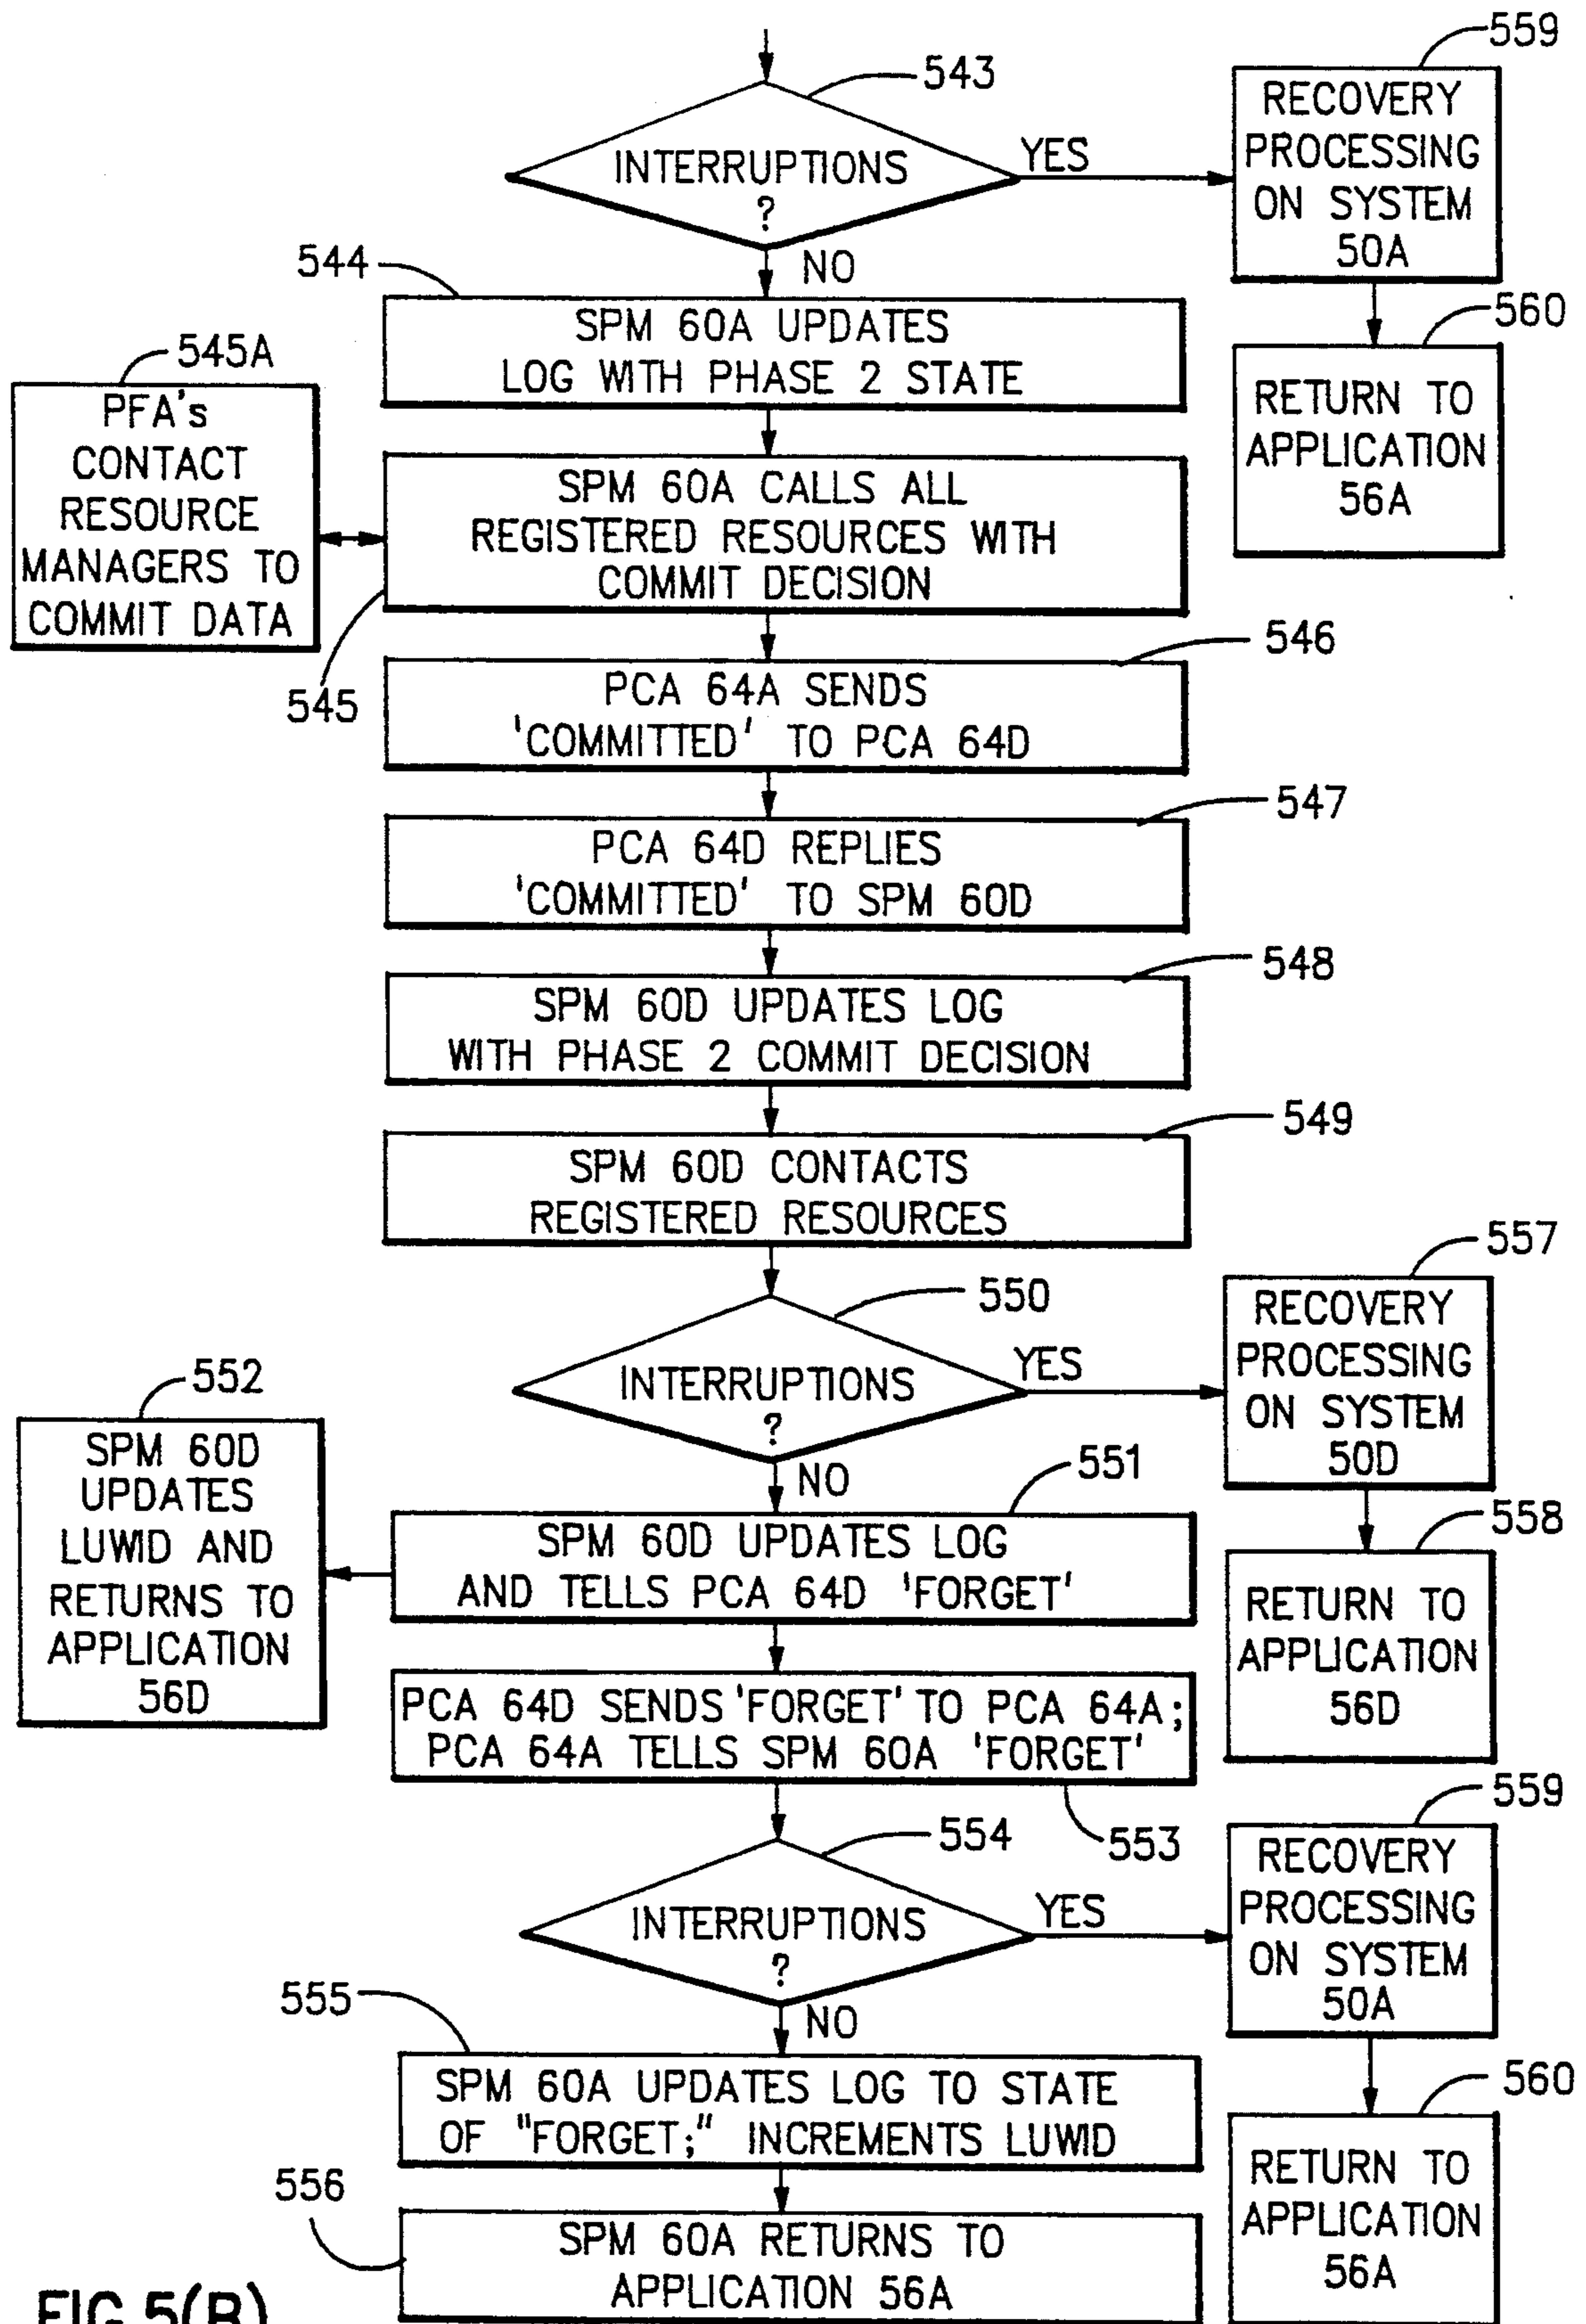 559
543
RECOVERY
PROCESSING
ON SYSTEM
50A
INTERRUPTIONS
?
YES
NO
544
560
SPM 60A UPDATES
LOG WITH PHASE 2 STATE
RETURN TO
APPLICATION
56A
545A
PFA's
CONTACT
RESOURCE
MANAGERS TO
COMMIT DATA
SPM 60A CALLS ALL
REGISTERED RESOURCES WITH
COMMIT DECISION
545
546
PCA 64A SENDS
'COMMITTED' TO PCA 64D
547
PCA 64D REPLIES
'COMMITTED' TO SPM 60D
548
SPM 60D UPDATES LOG
WITH PHASE 2 COMMIT DECISION
549
SPM 60D CONTACTS
REGISTERED RESOURCES
557
550
RECOVERY
PROCESSING
ON SYSTEM
50D
INTERRUPTIONS
?
YES
NO
552
SPM 60D
UPDATES
LUWID AND
RETURNS TO
APPLICATION
56D
551
SPM 60D UPDATES LOG
AND TELLS PCA 64D 'FORGET'
558
RETURN TO
APPLICATION
56D
PCA 64D SENDS 'FORGET' TO PCA 64A;
PCA 64A TELLS SPM 60A 'FORGET'
553
559
554
RECOVERY
PROCESSING
ON SYSTEM
50A
INTERRUPTIONS
?
YES
NO
555
SPM 60A UPDATES LOG TO STATE
OF "FORGET;" INCREMENTS LUWID
560
RETURN TO
APPLICATION
56A
556
SPM 60A RETURNS TO
APPLICATION 56A
FIG.5(B)